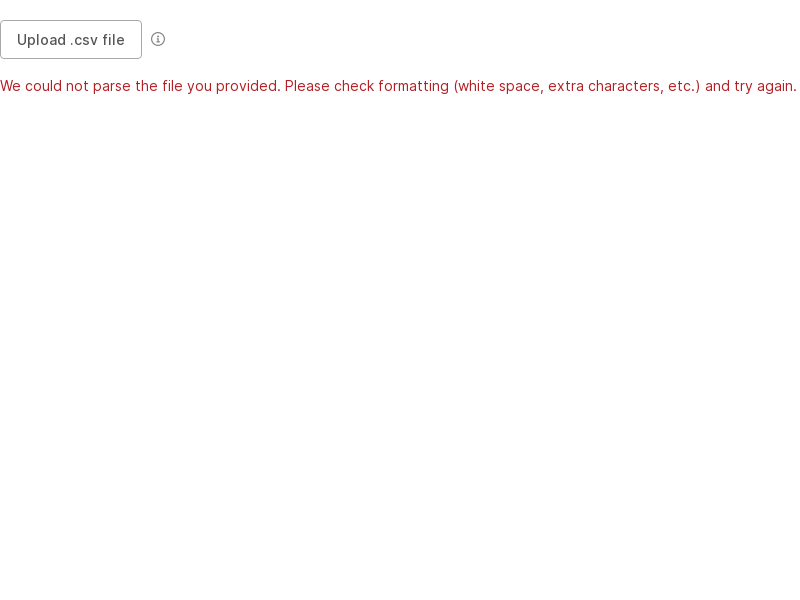 Upload .csv file
We could not parse the file you provided. Please check formatting (white space, extra characters, etc.) and try again.